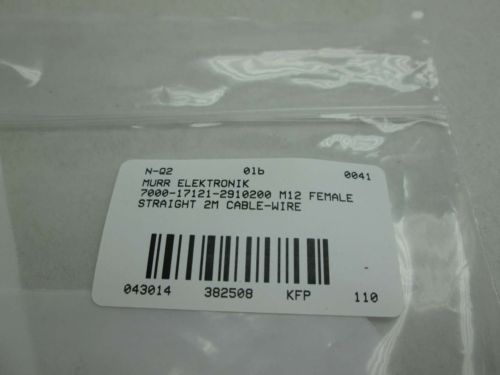 N-Q2 01b 0041
MURR ELEKTRONIK
7000-17121-2910200 M12 FEMALE
STRAIGHT 2M CABLE-WIRE
043014 382508 KFP 110